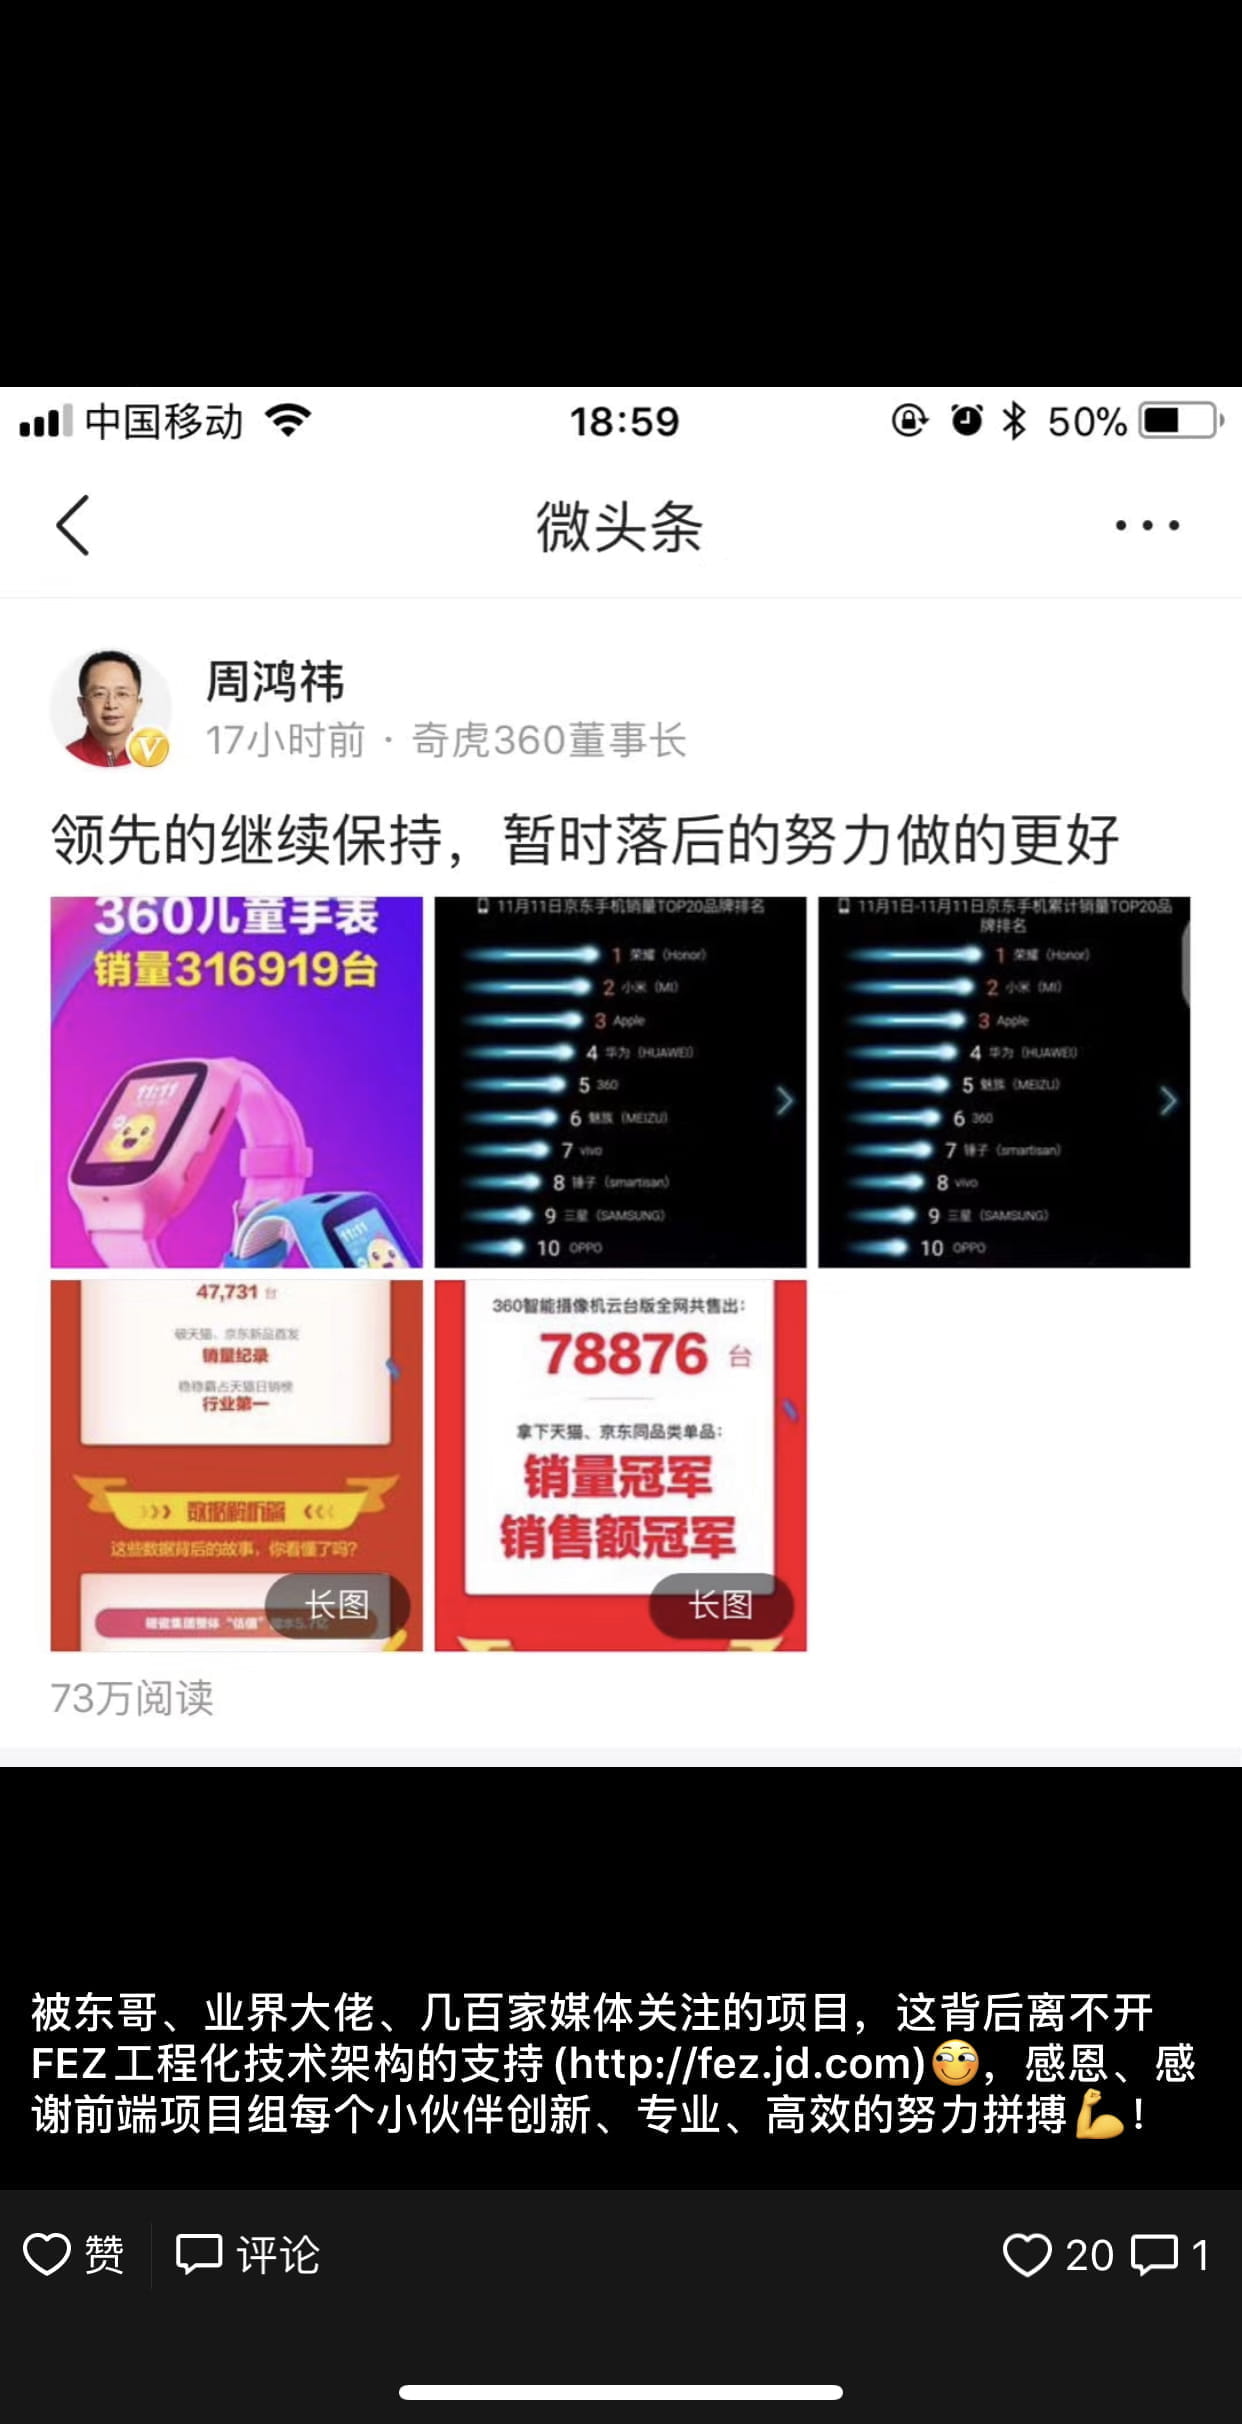 中国移动
18:59
50%
微头条
周鸿祎
17小时前 · 奇虎360董事长
领先的继续保持，暂时落后的努力做的更好
360儿童手表
销量316919台
11:11
11:11
11月11日京东手机销量TOP20品牌排名
1 荣耀（Honor）
2 小米（MI）
3 Apple
4 华为（HUAWEI）
5 360
6 魅族（MEIZU）
7 vivo
8 锤子（smartisan）
9 三星（SAMSUNG）
10 OPPO
11月1日-11月11日京东手机累计销量TOP20品
牌排名
1 荣耀（Honor）
2 小米（MI）
3 Apple
4 华为（HUAWEI）
5 魅族（MEIZU）
6 360
7 锤子（smartisan）
8 vivo
9 三星（SAMSUNG）
10 OPPO
47,731 台
破天猫、京东新品首发
销量纪录
稳稳霸占天猫日销榜
行业第一
数据解析篇
这些数据背后的故事，你看懂了吗？
长图
360智能摄像机云台版全网共售出：
78876 台
拿下天猫、京东同品类单品：
销量冠军
销售额冠军
长图
73万阅读
被东哥、业界大佬、几百家媒体关注的项目，这背后离不开
FEZ工程化技术架构的支持(http://fez.jd.com)😏，感恩、感
谢前端项目组每个小伙伴创新、专业、高效的努力拼搏💪！
赞
评论
20
1